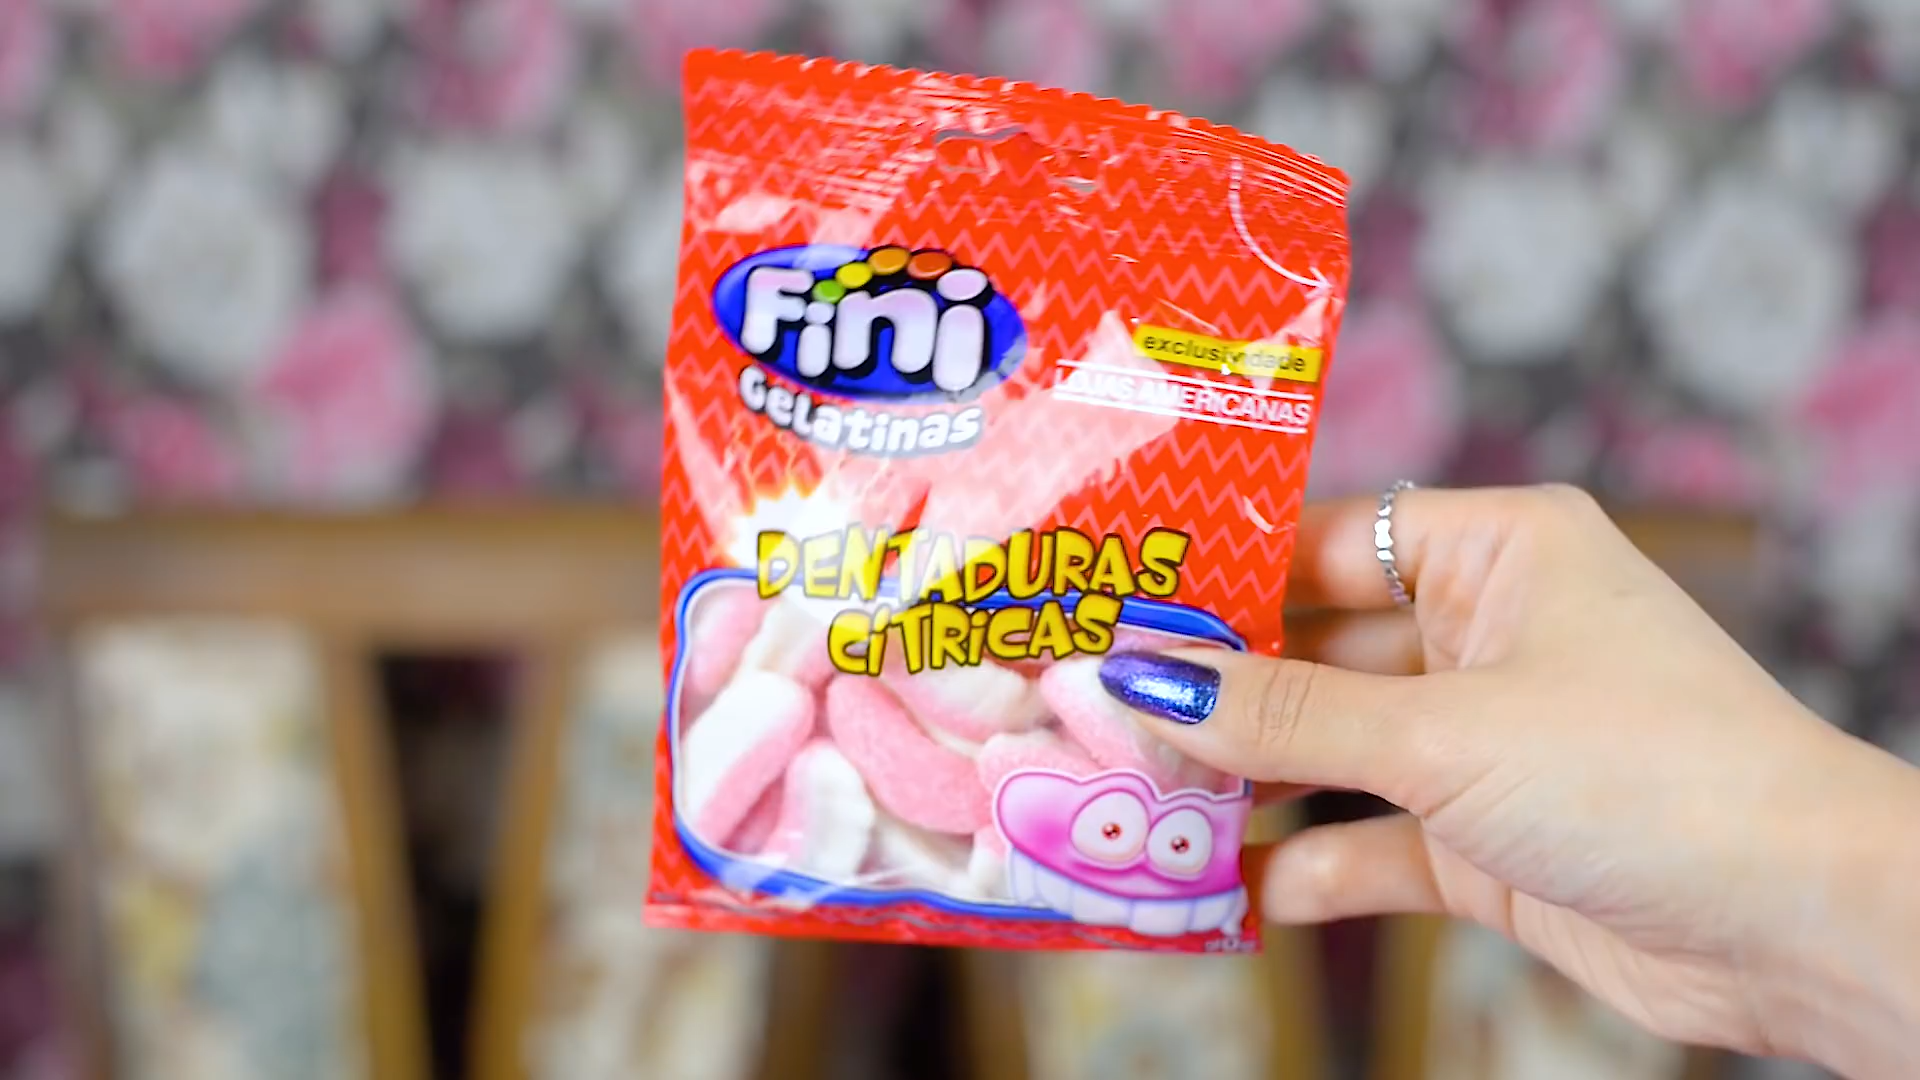 Fini
Gelatinas
exclusividade
LOJAS AMERICANAS
DENTADURAS
CÍTRICAS